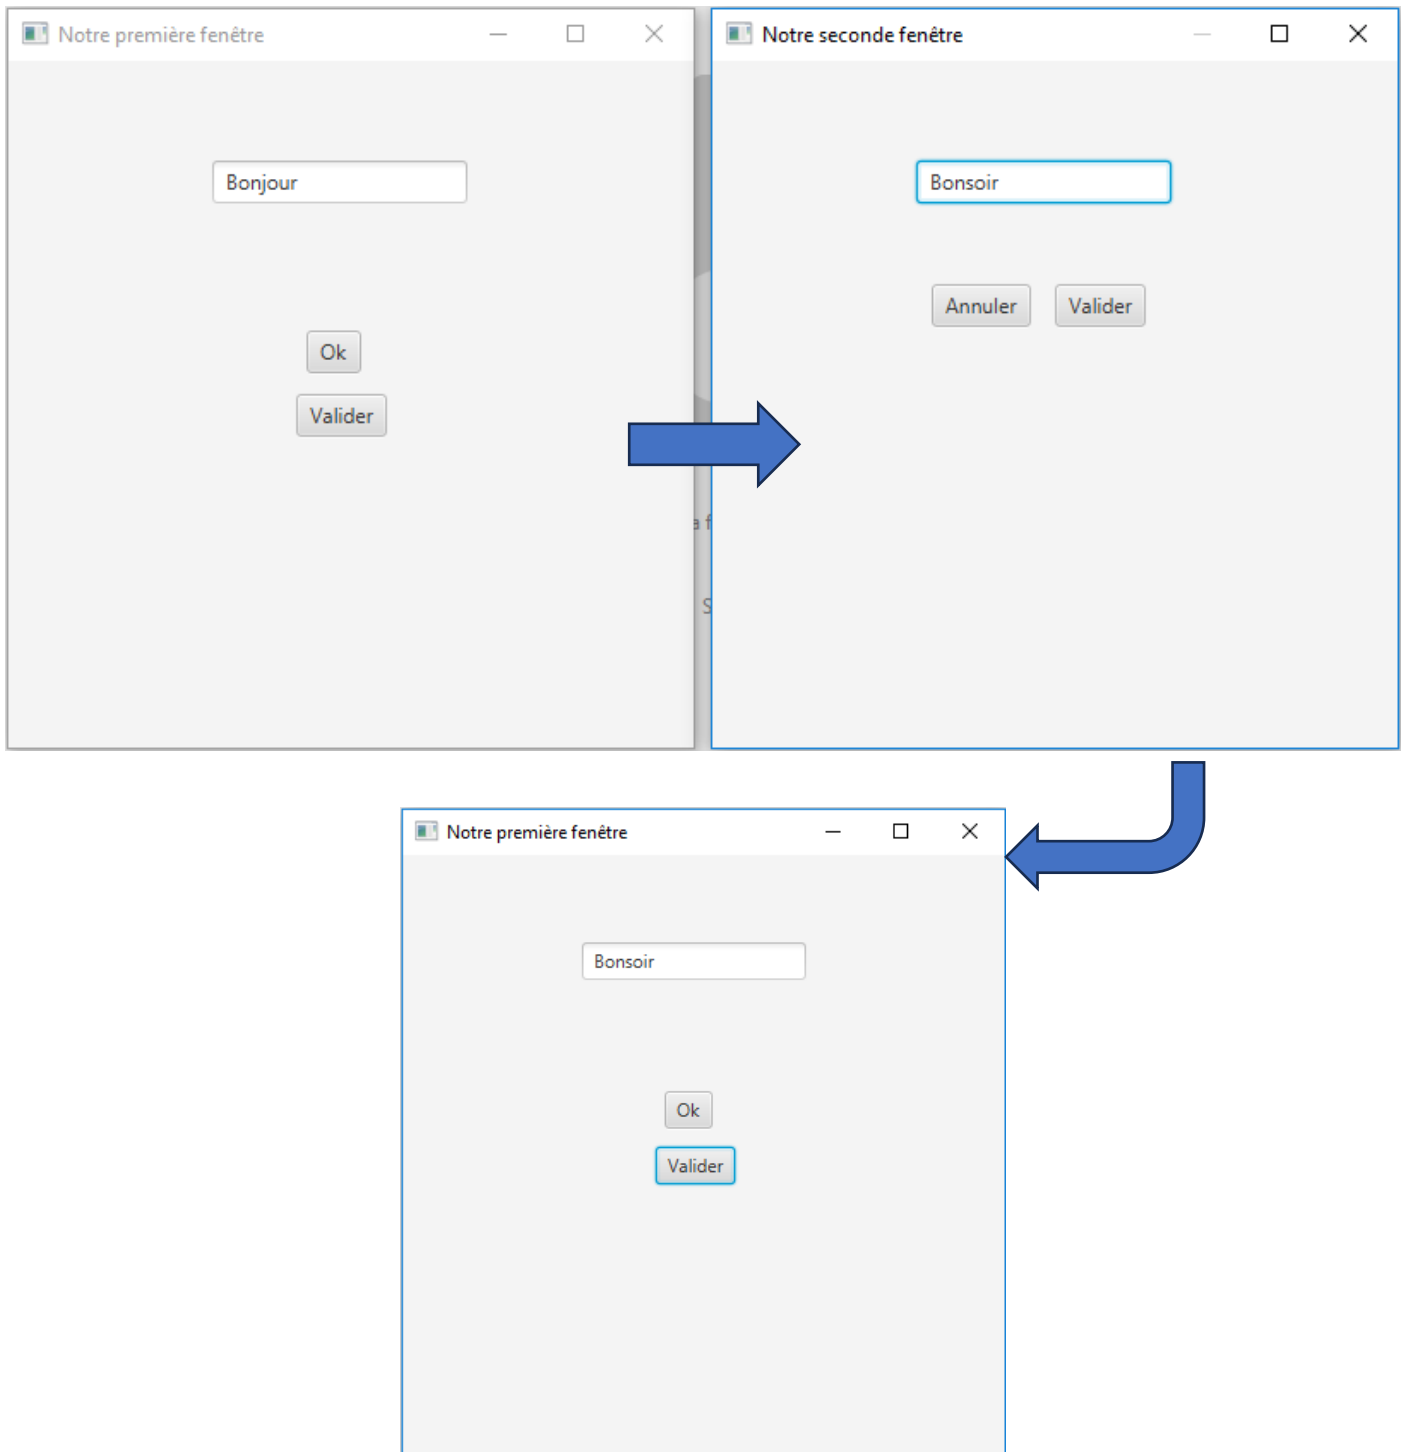 Notre première fenêtre
Bonjour
Ok
Valider
Notre seconde fenêtre
Bonsoir
Annuler Valider
a f
S
Notre première fenêtre
Bonsoir
Ok
Valider